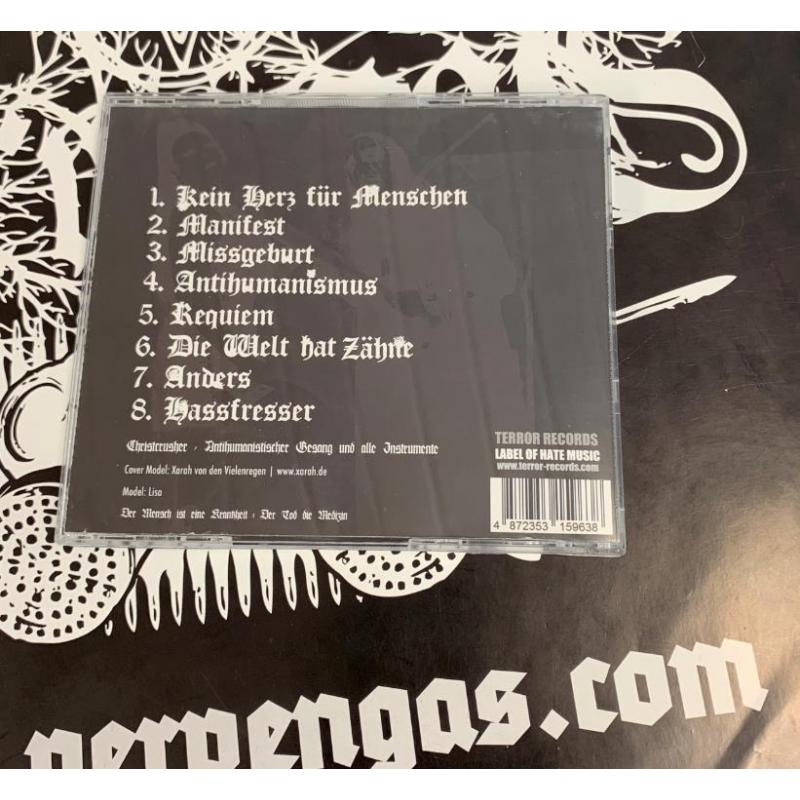 1. Kein Herz für Menschen
2. Manifest
3. Missgeburt
4. Antihumanismus
5. Requiem
6. Die Welt hat Zähne
7. Anders
8. Hassfresser
Christcrusher - Antihumanistischer Gesang und alle Instrumente
Cover Model: Xarah von den Vielenregen | www.xarah.de
Model: Lisa
Der Mensch ist eine Krankheit - Der Tod die Medizin
TERROR RECORDS
LABEL OF HATE MUSIC
www.terror-records.com
4 872353 159638
nervengas.com